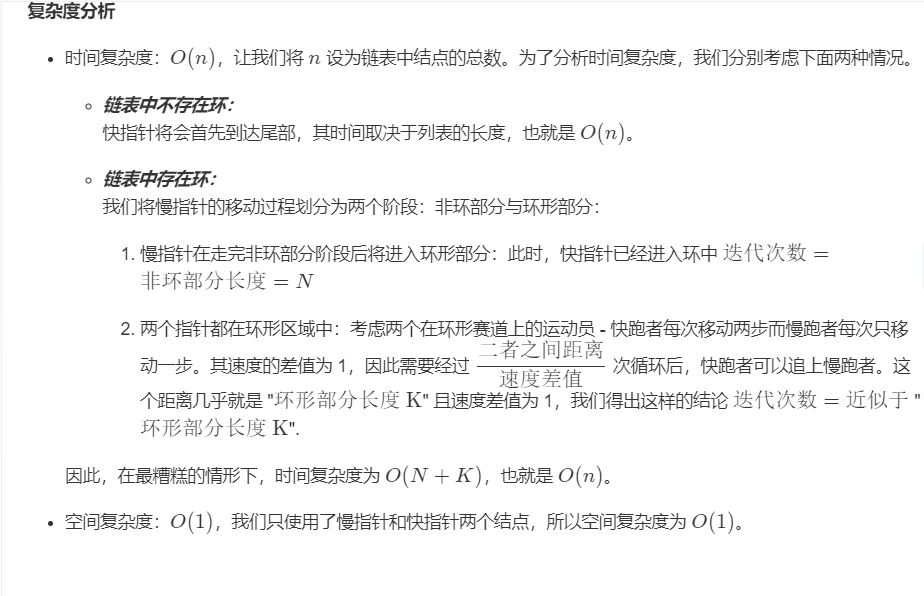 复杂度分析
• 时间复杂度：O(n)，让我们将 n 设为链表中结点的总数。为了分析时间复杂度，我们分别考虑下面两种情况。
○ 链表中不存在环：
快指针将会首先到达尾部，其时间取决于列表的长度，也就是 O(n)。
○ 链表中存在环：
我们将慢指针的移动过程划分为两个阶段：非环部分与环形部分：
1. 慢指针在走完非环部分阶段后将进入环形部分：此时，快指针已经进入环中 迭代次数 =
非环部分长度 = N
2. 两个指针都在环形区域中：考虑两个在环形赛道上的运动员 - 快跑者每次移动两步而慢跑者每次只移
动一步。其速度的差值为 1，因此需要经过 二者之间距离/速度差值 次循环后，快跑者可以追上慢跑者。这
个距离几乎就是 "环形部分长度 K" 且速度差值为 1，我们得出这样的结论 迭代次数 = 近似于 "
环形部分长度 K".
因此，在最糟糕的情形下，时间复杂度为 O(N + K)，也就是 O(n)。
• 空间复杂度：O(1)，我们只使用了慢指针和快指针两个结点，所以空间复杂度为 O(1)。